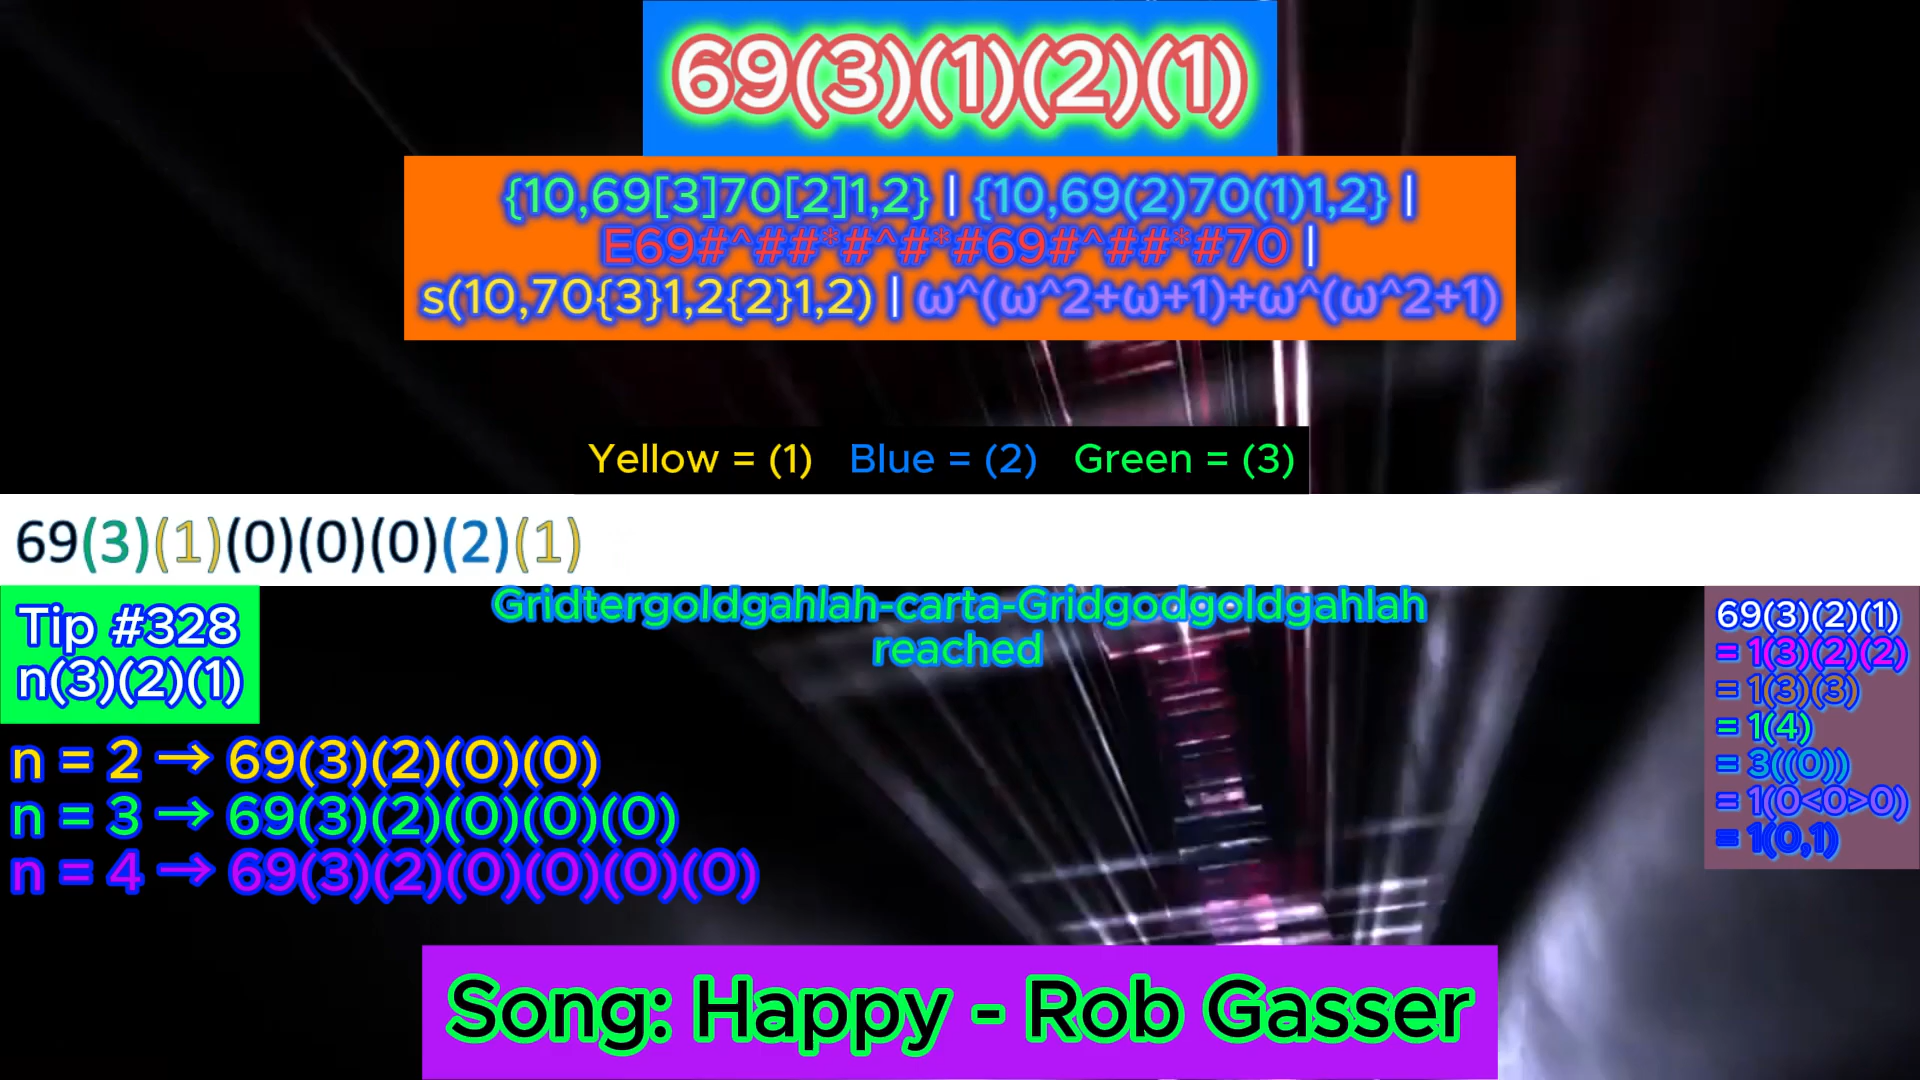 69(3)(1)(2)(1)
{10,69[3]70[2]1,2} | {10,69(2)70(1)1,2} |
E69#^##*#^#*#69#^##*#70 |
s(10,70{3}1,2{2}1,2) | ω^(ω^2+ω+1)+ω^(ω^2+1)
Yellow = (1) Blue = (2) Green = (3)
69(3)(1)(0)(0)(0)(2)(1)
Tip #328
n(3)(2)(1)
Gridtergoldgahlah-carta-Gridgodgoldgahlah
reached
n = 2 → 69(3)(2)(0)(0)
n = 3 → 69(3)(2)(0)(0)(0)
n = 4 → 69(3)(2)(0)(0)(0)(0)
69(3)(2)(1)
= 1(3)(2)(2)
= 1(3)(3)
= 1(4)
= 3((0))
= 1(0<0>0)
= 1(0,1)
Song: Happy - Rob Gasser